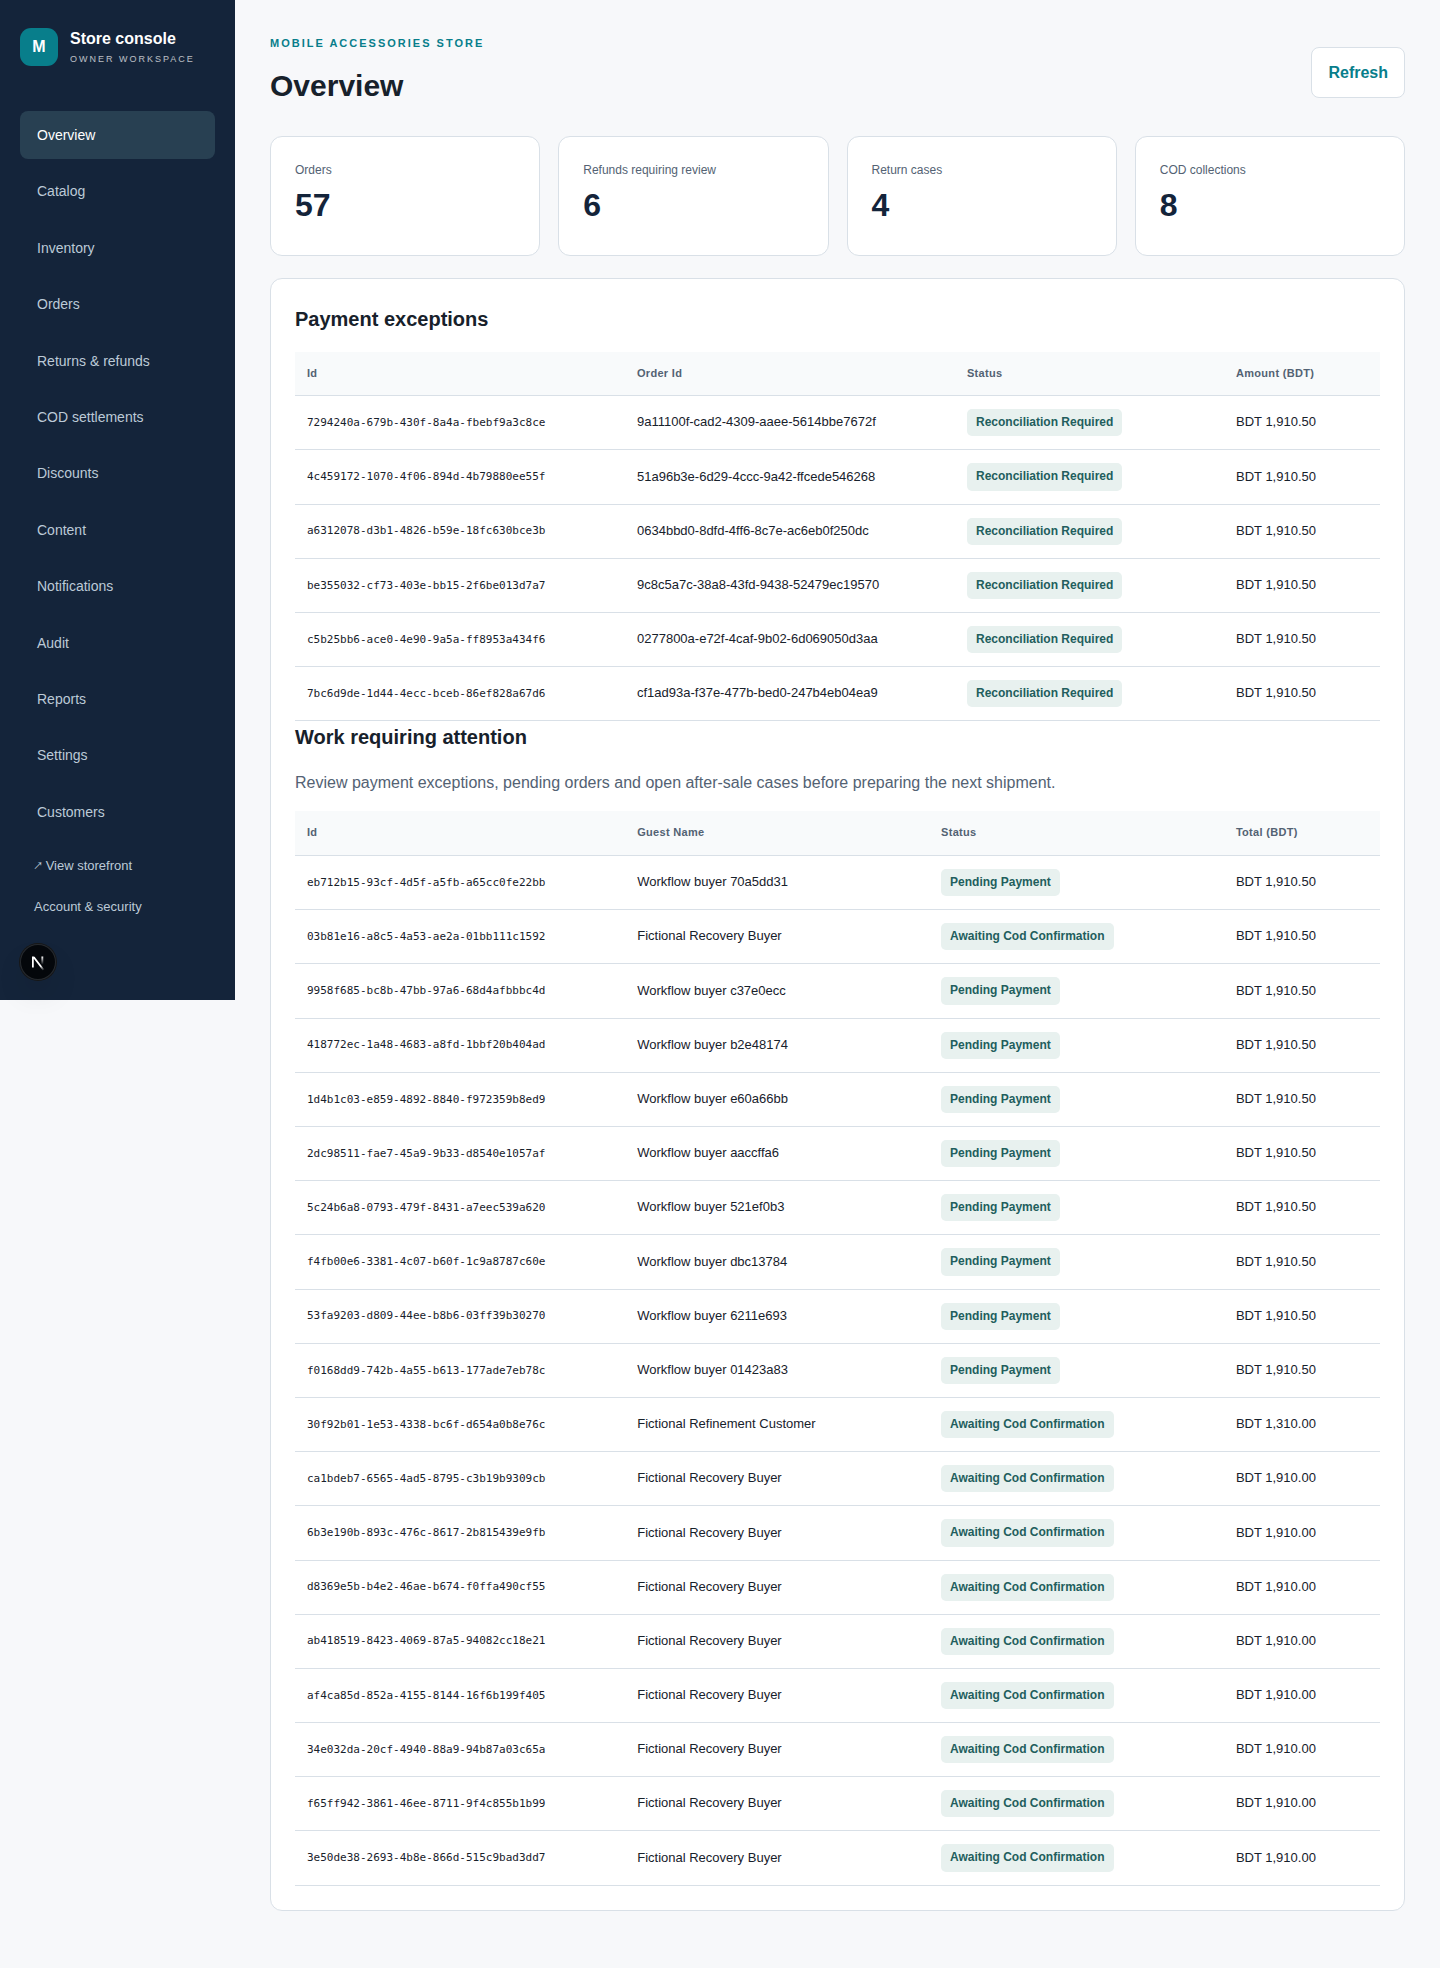 M
Store console
OWNER WORKSPACE
Overview
Catalog
Inventory
Orders
Returns & refunds
COD settlements
Discounts
Content
Notifications
Audit
Reports
Settings
Customers
↗ View storefront
Account & security
N
MOBILE ACCESSORIES STORE
Overview
Refresh
Orders
57
Refunds requiring review
6
Return cases
4
COD collections
8
Payment exceptions
Id Order Id Status Amount (BDT)
7294240a-679b-430f-8a4a-fbebf9a3c8ce 9a11100f-cad2-4309-aaee-5614bbe7672f Reconciliation Required BDT 1,910.50
4c459172-1070-4f06-894d-4b79880ee55f 51a96b3e-6d29-4ccc-9a42-ffcede546268 Reconciliation Required BDT 1,910.50
a6312078-d3b1-4826-b59e-18fc630bce3b 0634bbd0-8dfd-4ff6-8c7e-ac6eb0f250dc Reconciliation Required BDT 1,910.50
be355032-cf73-403e-bb15-2f6be013d7a7 9c8c5a7c-38a8-43fd-9438-52479ec19570 Reconciliation Required BDT 1,910.50
c5b25bb6-ace0-4e90-9a5a-ff8953a434f6 0277800a-e72f-4caf-9b02-6d069050d3aa Reconciliation Required BDT 1,910.50
7bc6d9de-1d44-4ecc-bceb-86ef828a67d6 cf1ad93a-f37e-477b-bed0-247b4eb04ea9 Reconciliation Required BDT 1,910.50
Work requiring attention
Review payment exceptions, pending orders and open after-sale cases before preparing the next shipment.
Id Guest Name Status Total (BDT)
eb712b15-93cf-4d5f-a5fb-a65cc0fe22bb Workflow buyer 70a5dd31 Pending Payment BDT 1,910.50
03b81e16-a8c5-4a53-ae2a-01bb111c1592 Fictional Recovery Buyer Awaiting Cod Confirmation BDT 1,910.50
9958f685-bc8b-47bb-97a6-68d4afbbbc4d Workflow buyer c37e0ecc Pending Payment BDT 1,910.50
418772ec-1a48-4683-a8fd-1bbf20b404ad Workflow buyer b2e48174 Pending Payment BDT 1,910.50
1d4b1c03-e859-4892-8840-f972359b8ed9 Workflow buyer e60a66bb Pending Payment BDT 1,910.50
2dc98511-fae7-45a9-9b33-d8540e1057af Workflow buyer aaccffa6 Pending Payment BDT 1,910.50
5c24b6a8-0793-479f-8431-a7eec539a620 Workflow buyer 521ef0b3 Pending Payment BDT 1,910.50
f4fb00e6-3381-4c07-b60f-1c9a8787c60e Workflow buyer dbc13784 Pending Payment BDT 1,910.50
53fa9203-d809-44ee-b8b6-03ff39b30270 Workflow buyer 6211e693 Pending Payment BDT 1,910.50
f0168dd9-742b-4a55-b613-177ade7eb78c Workflow buyer 01423a83 Pending Payment BDT 1,910.50
30f92b01-1e53-4338-bc6f-d654a0b8e76c Fictional Refinement Customer Awaiting Cod Confirmation BDT 1,310.00
ca1bdeb7-6565-4ad5-8795-c3b19b9309cb Fictional Recovery Buyer Awaiting Cod Confirmation BDT 1,910.00
6b3e190b-893c-476c-8617-2b815439e9fb Fictional Recovery Buyer Awaiting Cod Confirmation BDT 1,910.00
d8369e5b-b4e2-46ae-b674-f0ffa490cf55 Fictional Recovery Buyer Awaiting Cod Confirmation BDT 1,910.00
ab418519-8423-4069-87a5-94082cc18e21 Fictional Recovery Buyer Awaiting Cod Confirmation BDT 1,910.00
af4ca85d-852a-4155-8144-16f6b199f405 Fictional Recovery Buyer Awaiting Cod Confirmation BDT 1,910.00
34e032da-20cf-4940-88a9-94b87a03c65a Fictional Recovery Buyer Awaiting Cod Confirmation BDT 1,910.00
f65ff942-3861-46ee-8711-9f4c855b1b99 Fictional Recovery Buyer Awaiting Cod Confirmation BDT 1,910.00
3e50de38-2693-4b8e-866d-515c9bad3dd7 Fictional Recovery Buyer Awaiting Cod Confirmation BDT 1,910.00